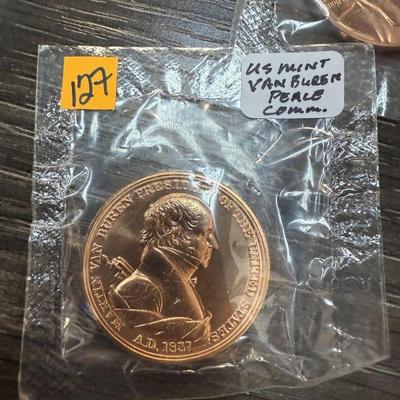 127
US MINT
VAN BUREN
PEACE
COMM.
MARTIN VAN BUREN PRESIDENT OF THE UNITED STATES.
A.D. 1837